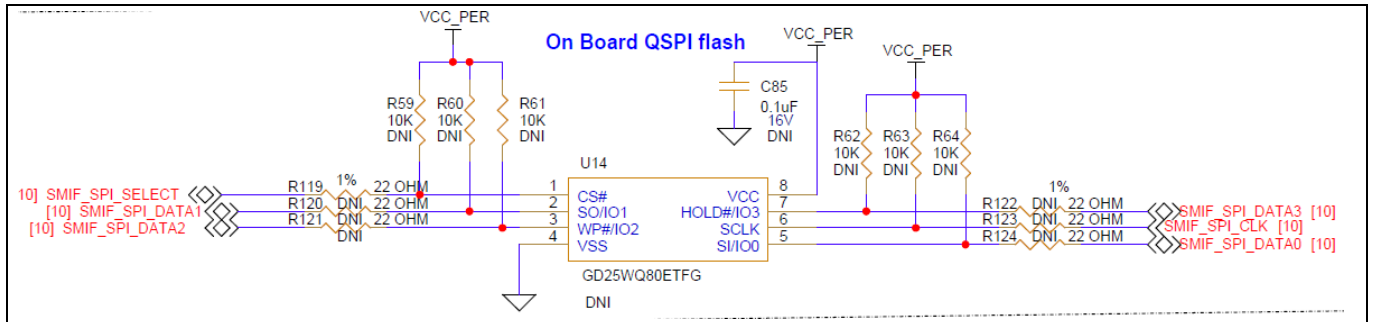 On Board QSPI flash
VCC_PER
R59
10K
DNI
R60
10K
DNI
R61
10K
DNI
VCC_PER
C85
0.1uF
16V
DNI
VCC_PER
R62
10K
DNI
R63
10K
DNI
R64
10K
DNI
10] SMIF_SPI_SELECT
R119 1% 22 OHM
[10] SMIF_SPI_DATA1
R120 DNI 22 OHM
[10] SMIF_SPI_DATA2
R121 DNI 22 OHM
DNI
U14
1 CS#
2 SO/IO1
3 WP#/IO2
4 VSS
VCC 8
HOLD#/IO3 7
SCLK 6
SI/IO0 5
GD25WQ80ETFG
DNI
1%
R122 DNI 22 OHM
SMIF_SPI_DATA3 [10]
R123 DNI 22 OHM
SMIF_SPI_CLK [10]
R124 DNI 22 OHM
SMIF_SPI_DATA0 [10]